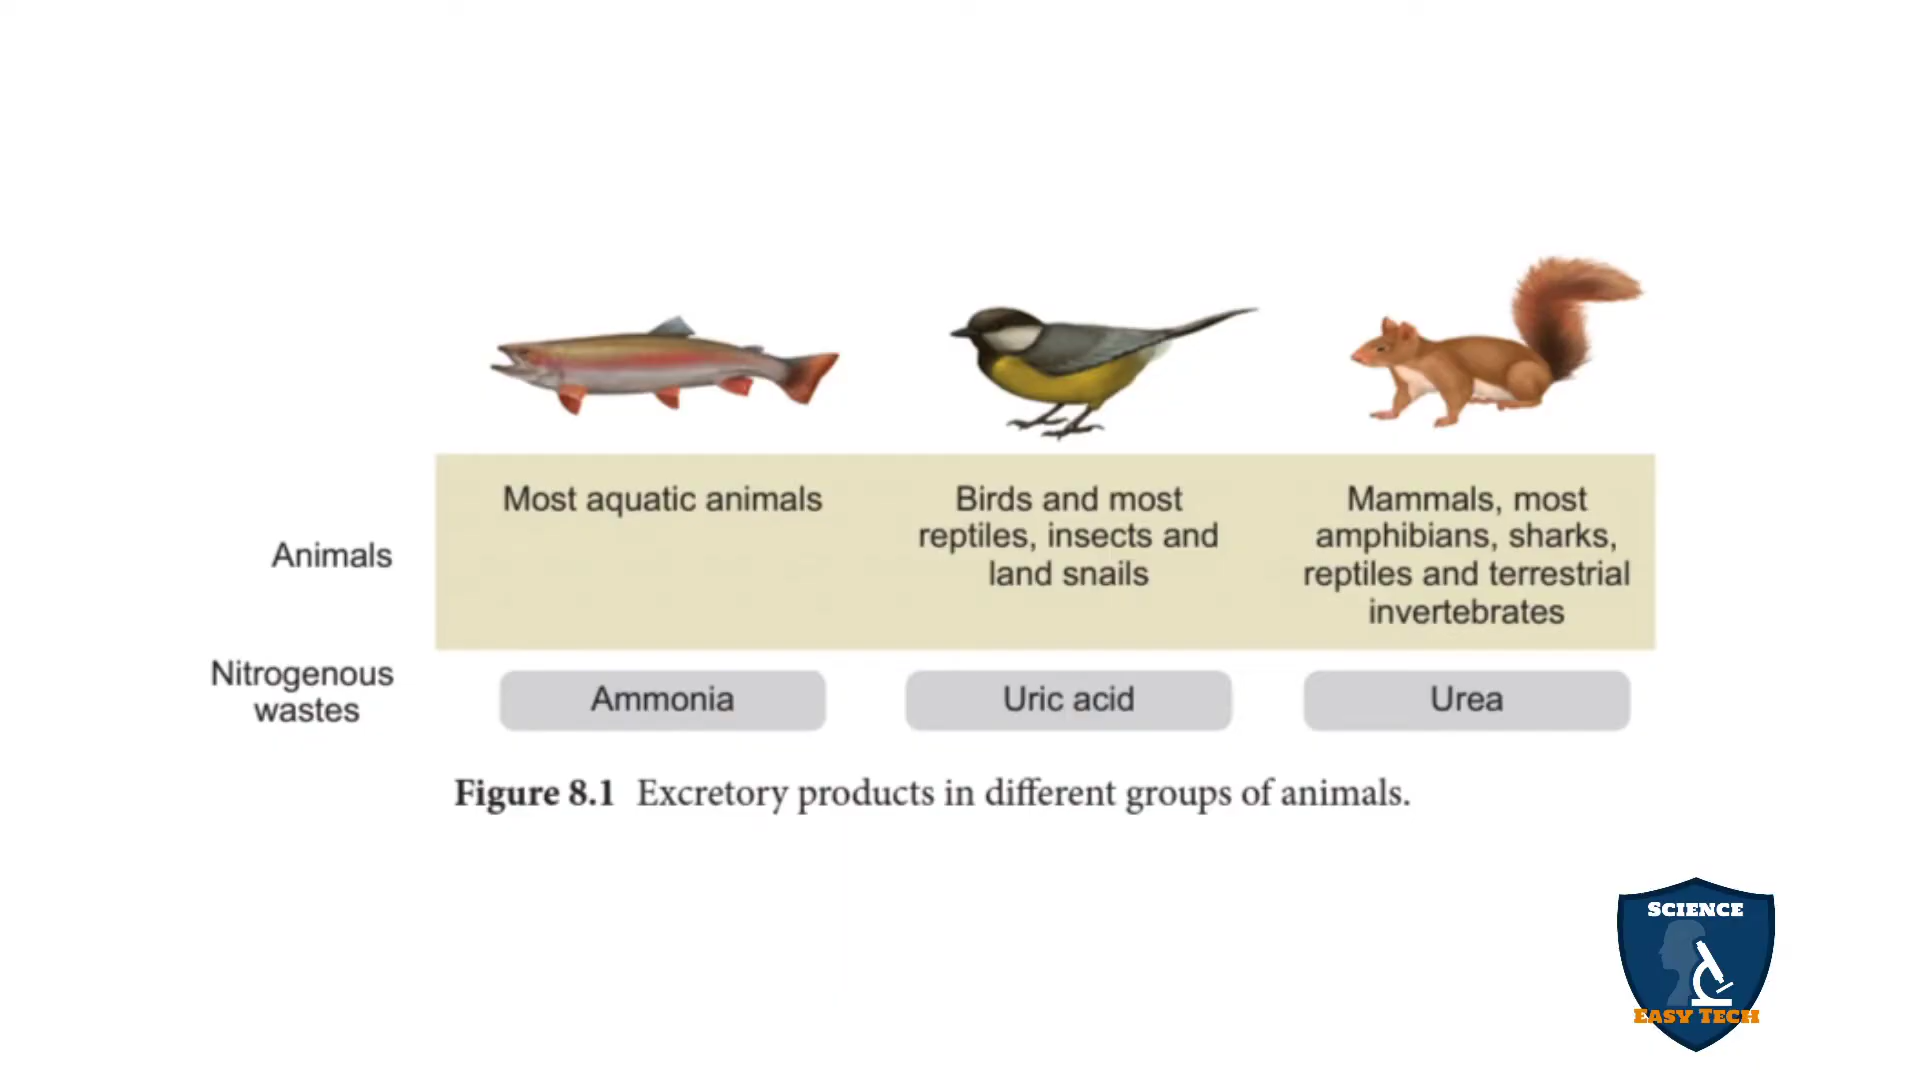 Animals
Most aquatic animals
Birds and most
reptiles, insects and
land snails
Mammals, most
amphibians, sharks,
reptiles and terrestrial
invertebrates
Nitrogenous
wastes
Ammonia
Uric acid
Urea
Figure 8.1 Excretory products in different groups of animals.
SCIENCE
EASY TECH